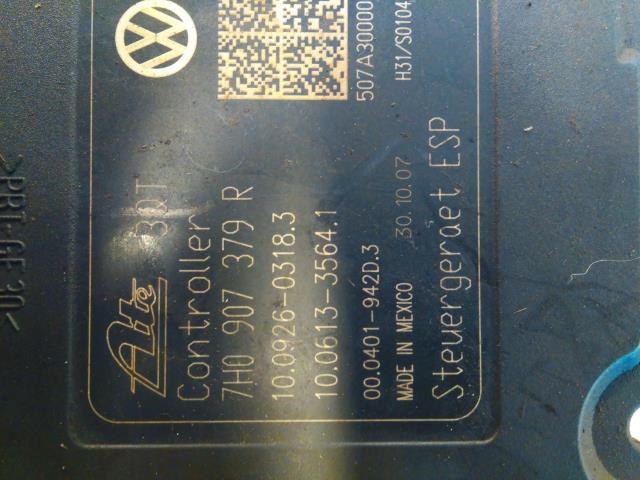 Ate
3QT
Controller
7H0 907 379 R
10.0926-0318.3
10.0613-3564.1
00.0401-942D.3
MADE IN MEXICO 30.10.07
Steuergeraet ESP
507A30000
H31/S0104
>PBT-GF30<